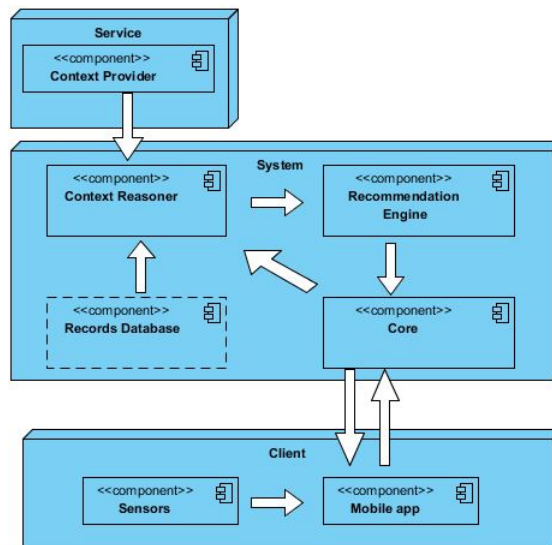 Service
<<component>>
Context Provider
System
<<component>>
Context Reasoner
<<component>>
Recommendation
Engine
<<component>>
Records Database
<<component>>
Core
Client
<<component>>
Sensors
<<component>>
Mobile app